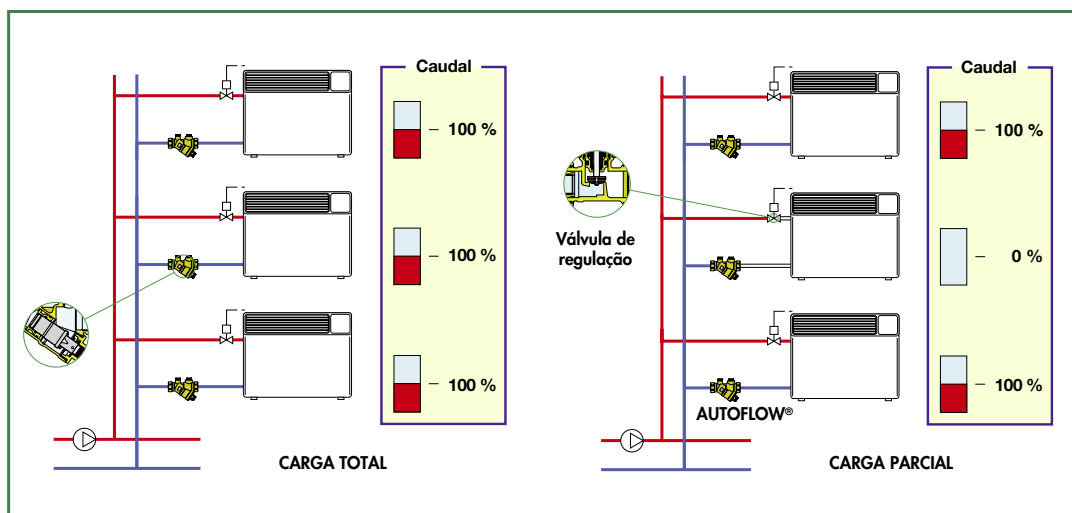 Caudal
100 %
100 %
100 %
CARGA TOTAL
Caudal
100 %
Válvula de
regulação
0 %
100 %
AUTOFLOW®
CARGA PARCIAL